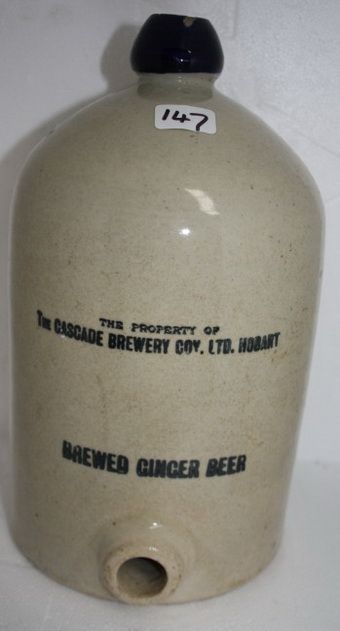 147
THE PROPERTY OF
THE CASCADE BREWERY COY. LTD. HOBART
BREWED GINGER BEER